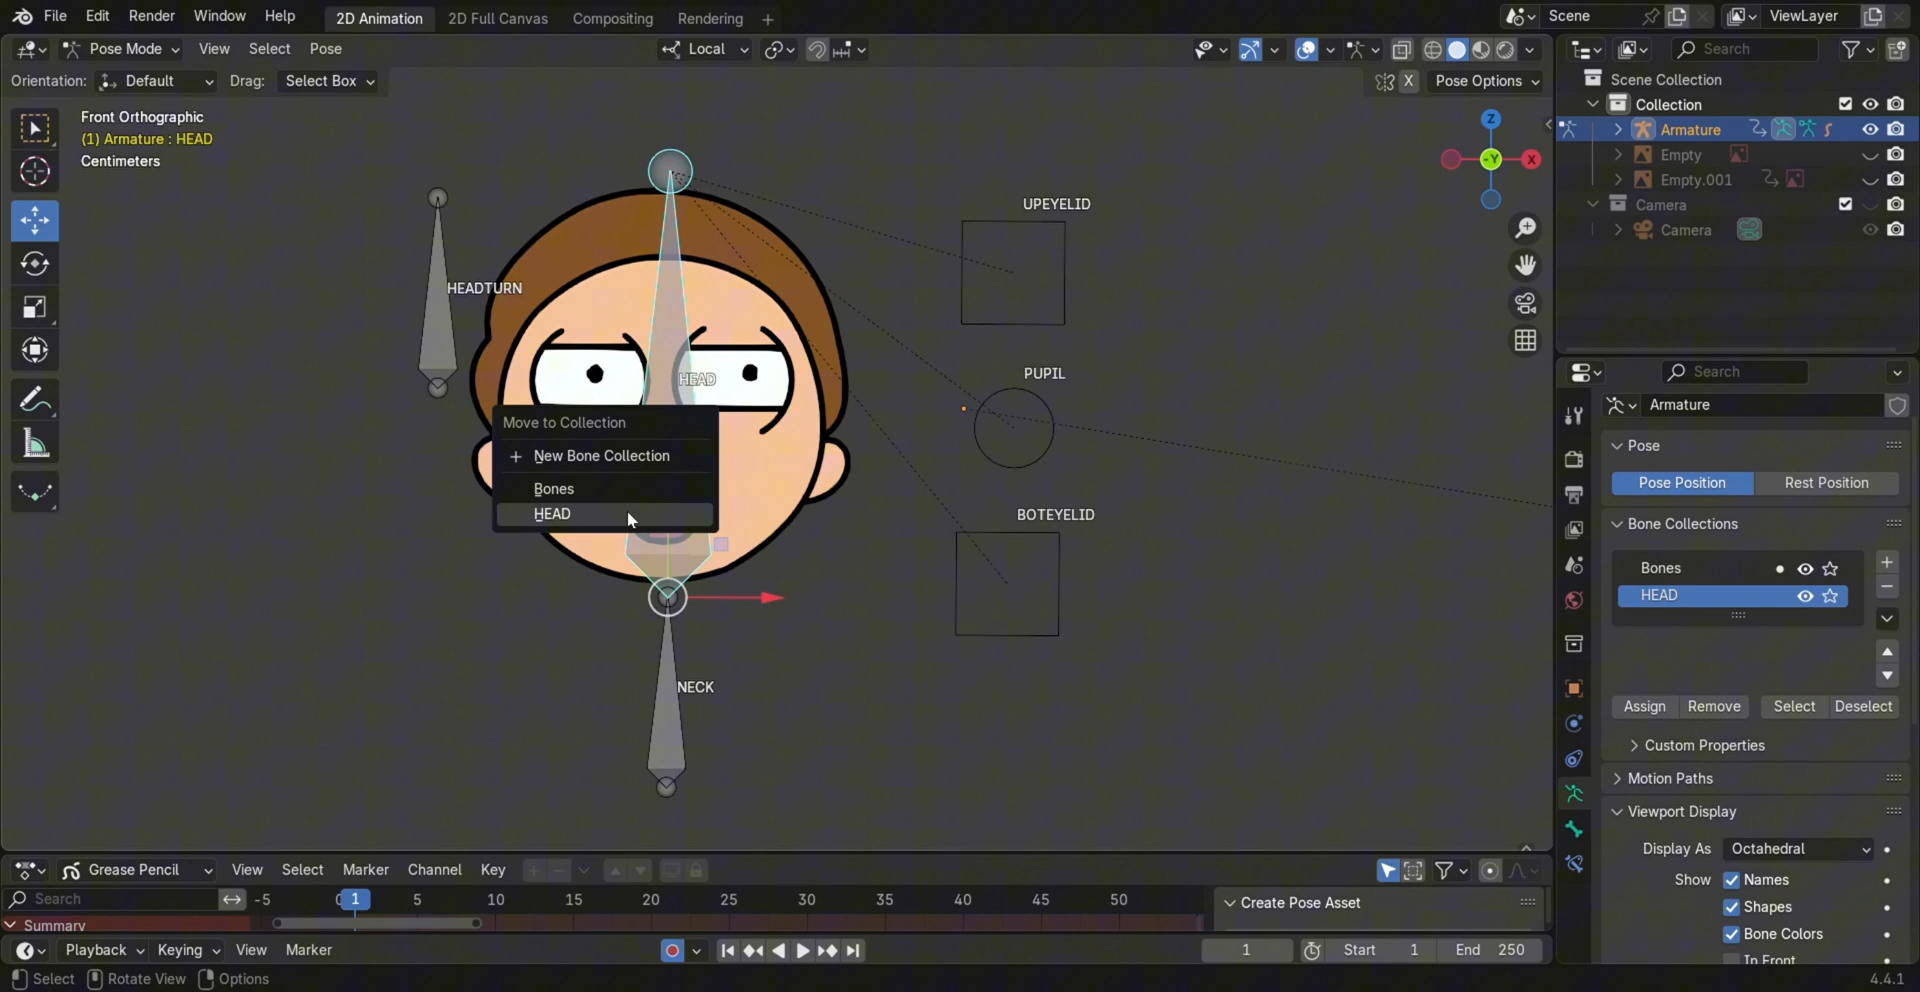 File Edit Render Window Help 2D Animation 2D Full Canvas Compositing Rendering + Scene ViewLayer
Pose Mode View Select Pose Local Search
Orientation: Default Drag: Select Box X Pose Options
Front Orthographic
(1) Armature : HEAD
Centimeters
Z
-Y
X
UPEYELID
HEADTURN
PUPIL
HEAD
Move to Collection
New Bone Collection
Bones
HEAD
BOTEYELID
NECK
Scene Collection
Collection
Armature
Empty
Empty.001
Camera
Camera
Search
Armature
Pose
Pose Position Rest Position
Bone Collections
Bones
HEAD
Assign Remove Select Deselect
Custom Properties
Motion Paths
Viewport Display
Display As Octahedral
Show Names
Shapes
Bone Colors
In Front
Grease Pencil View Select Marker Channel Key
Search -5 0 1 5 10 15 20 25 30 35 40 45 50 Create Pose Asset
Summary
Playback Keying View Marker 1 Start 1 End 250
Select Rotate View Options 4.4.1